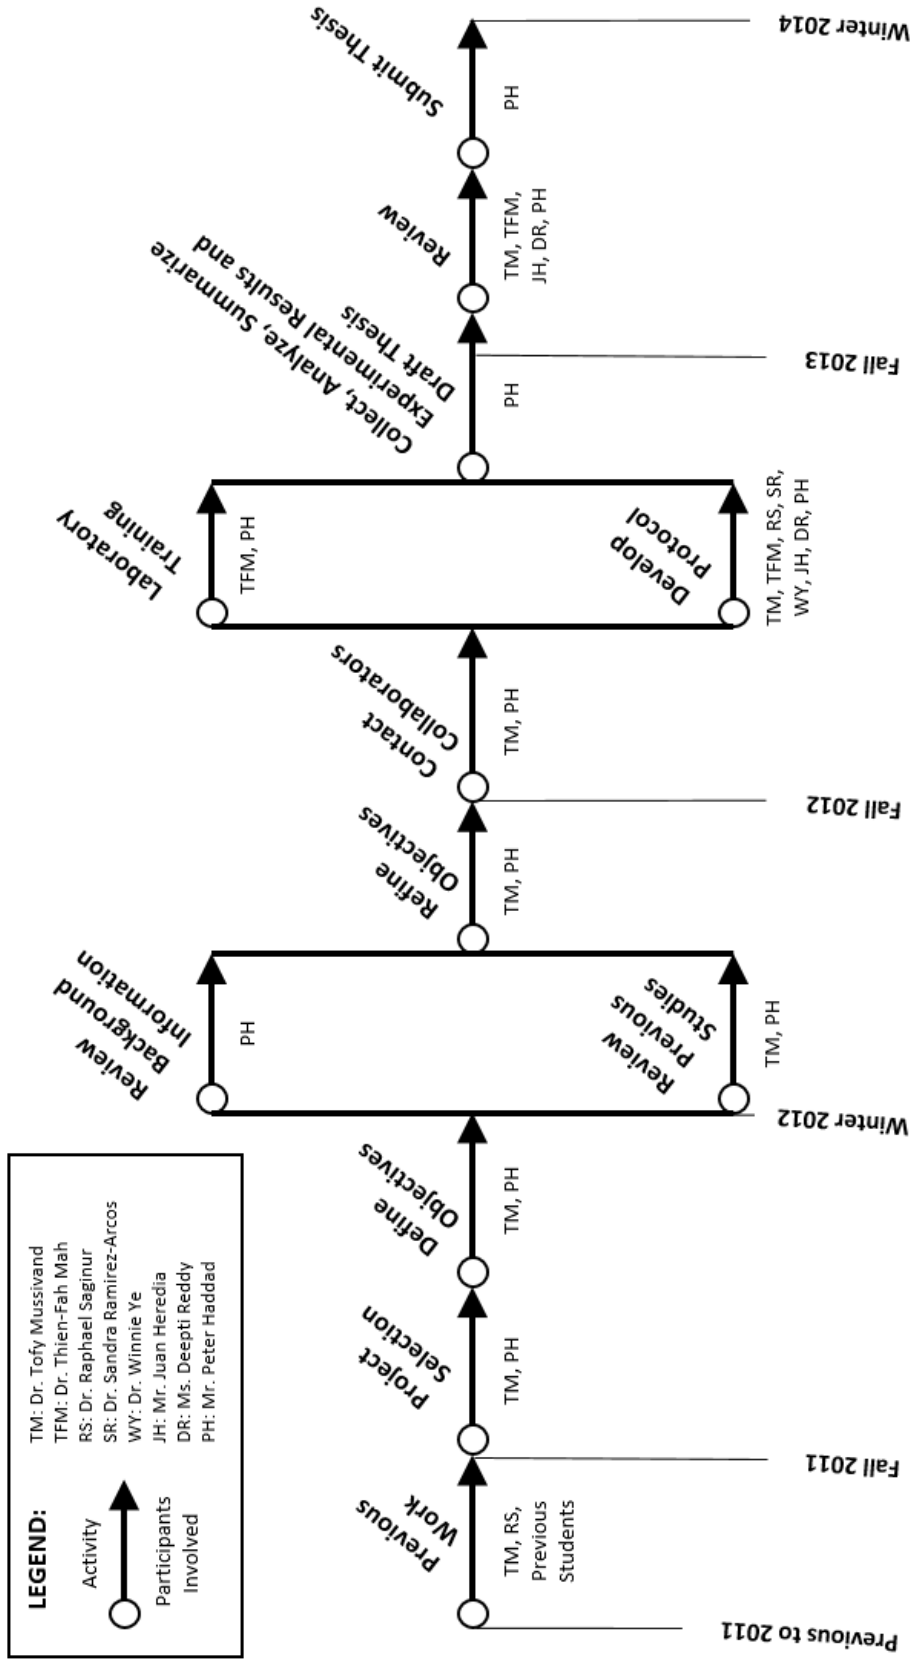 LEGEND:
Activity
Participants
Involved
TM: Dr. Tofy Mussivand
TFM: Dr. Thien-Fah Mah
RS: Dr. Raphael Saginur
SR: Dr. Sandra Ramirez-Arcos
WY: Dr. Winnie Ye
JH: Mr. Juan Heredia
DR: Ms. Deepti Reddy
PH: Mr. Peter Haddad
Previous
Work
TM, RS,
Previous
Students
Project
Selection
TM, PH
Define
Objectives
TM, PH
Review
Background
Information
PH
Review
Previous
Studies
TM, PH
Refine
Objectives
TM, PH
Contact
Collaborators
TM, PH
Laboratory
Training
TFM, PH
Develop
Protocol
TM, TFM, RS, SR,
WY, JH, DR, PH
Collect, Analyze, Summarize
Experimental Results and
Draft Thesis
PH
Review
TM, TFM,
JH, DR, PH
Submit Thesis
PH
Previous to 2011
Fall 2011
Winter 2012
Fall 2012
Fall 2013
Winter 2014